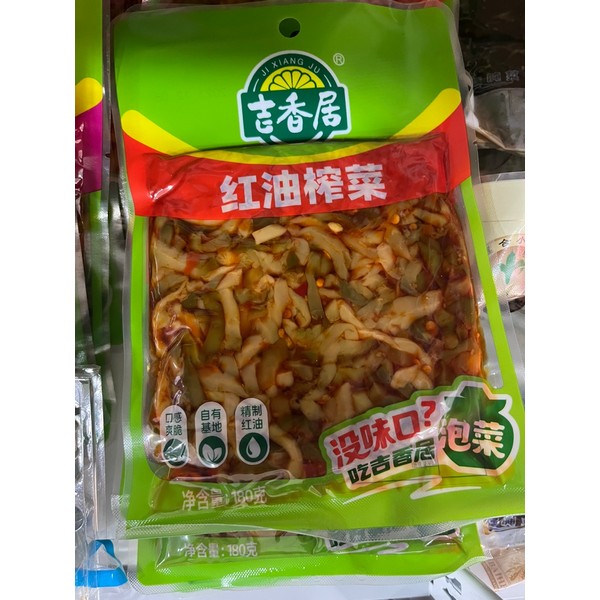 JI XIANG JU
®
吉香居
红油榨菜
口感
爽脆
自有
基地
精制
红油
没味口?
吃吉香居
泡菜
净含量:180克
净含量:180克